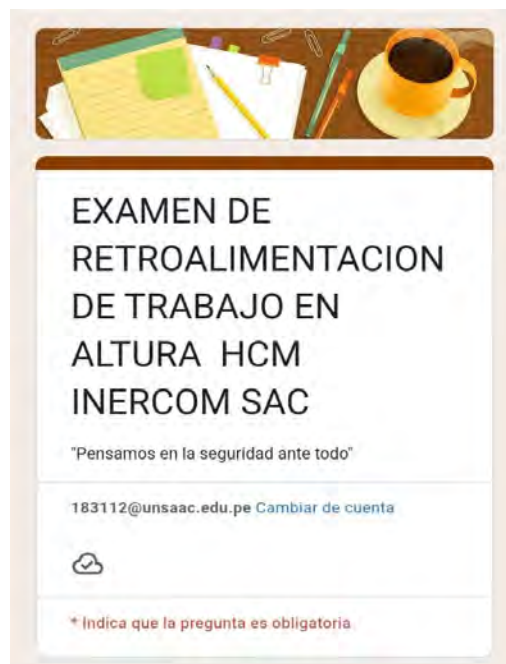 EXAMEN DE
RETROALIMENTACION
DE TRABAJO EN
ALTURA HCM
INERCOM SAC
"Pensamos en la seguridad ante todo"
183112@unsaac.edu.pe Cambiar de cuenta
* Indica que la pregunta es obligatoria